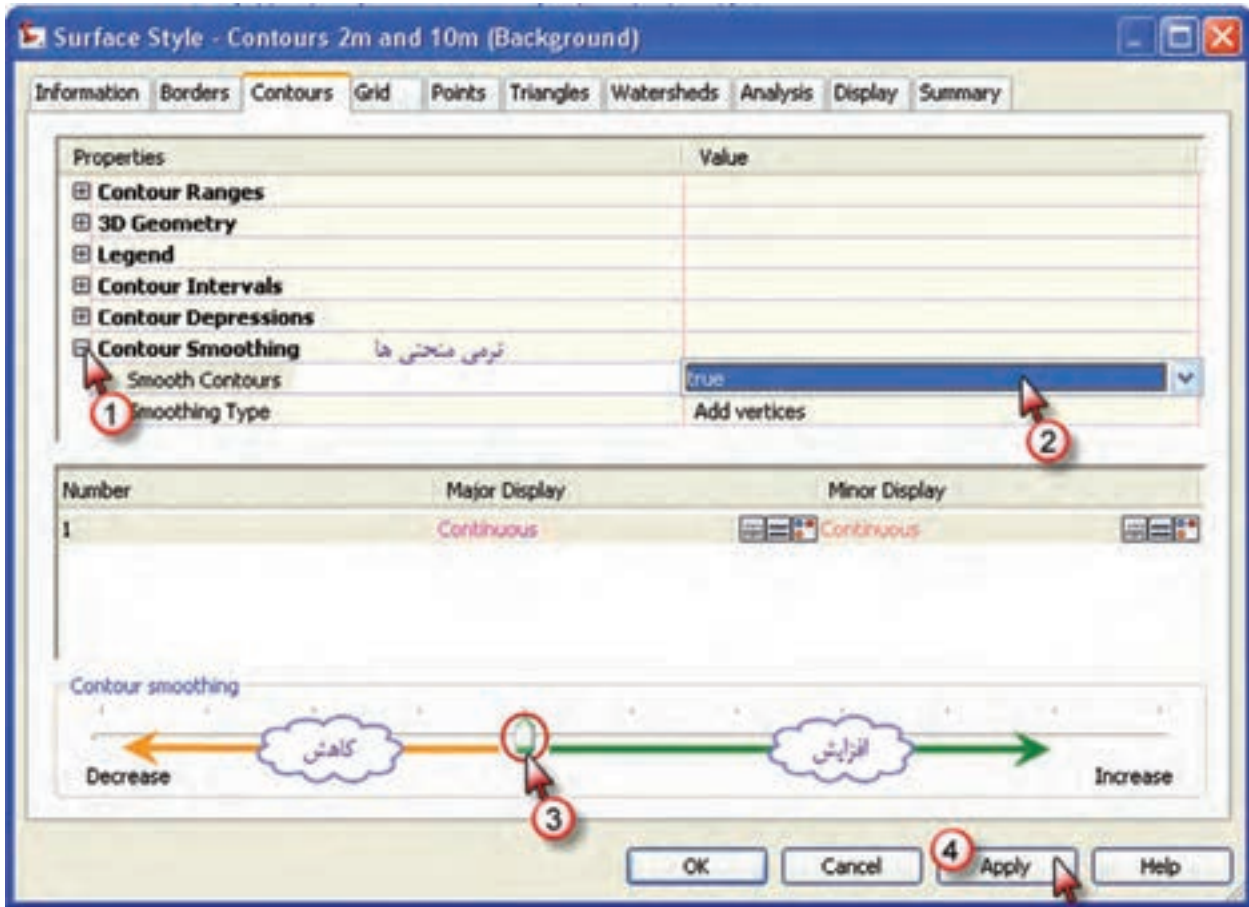 Surface Style - Contours 2m and 10m (Background)
Information Borders Contours Grid Points Triangles Watersheds Analysis Display Summary
Properties Value
Contour Ranges
3D Geometry
Legend
Contour Intervals
Contour Depressions
Contour Smoothing نرمی منحنی ها
Smooth Contours true
1 Smoothing Type Add vertices 2
Number Major Display Minor Display
1 Continuous Continuous
Contour smoothing
کاهش افزایش
Decrease Increase
3
OK Cancel 4 Apply Help